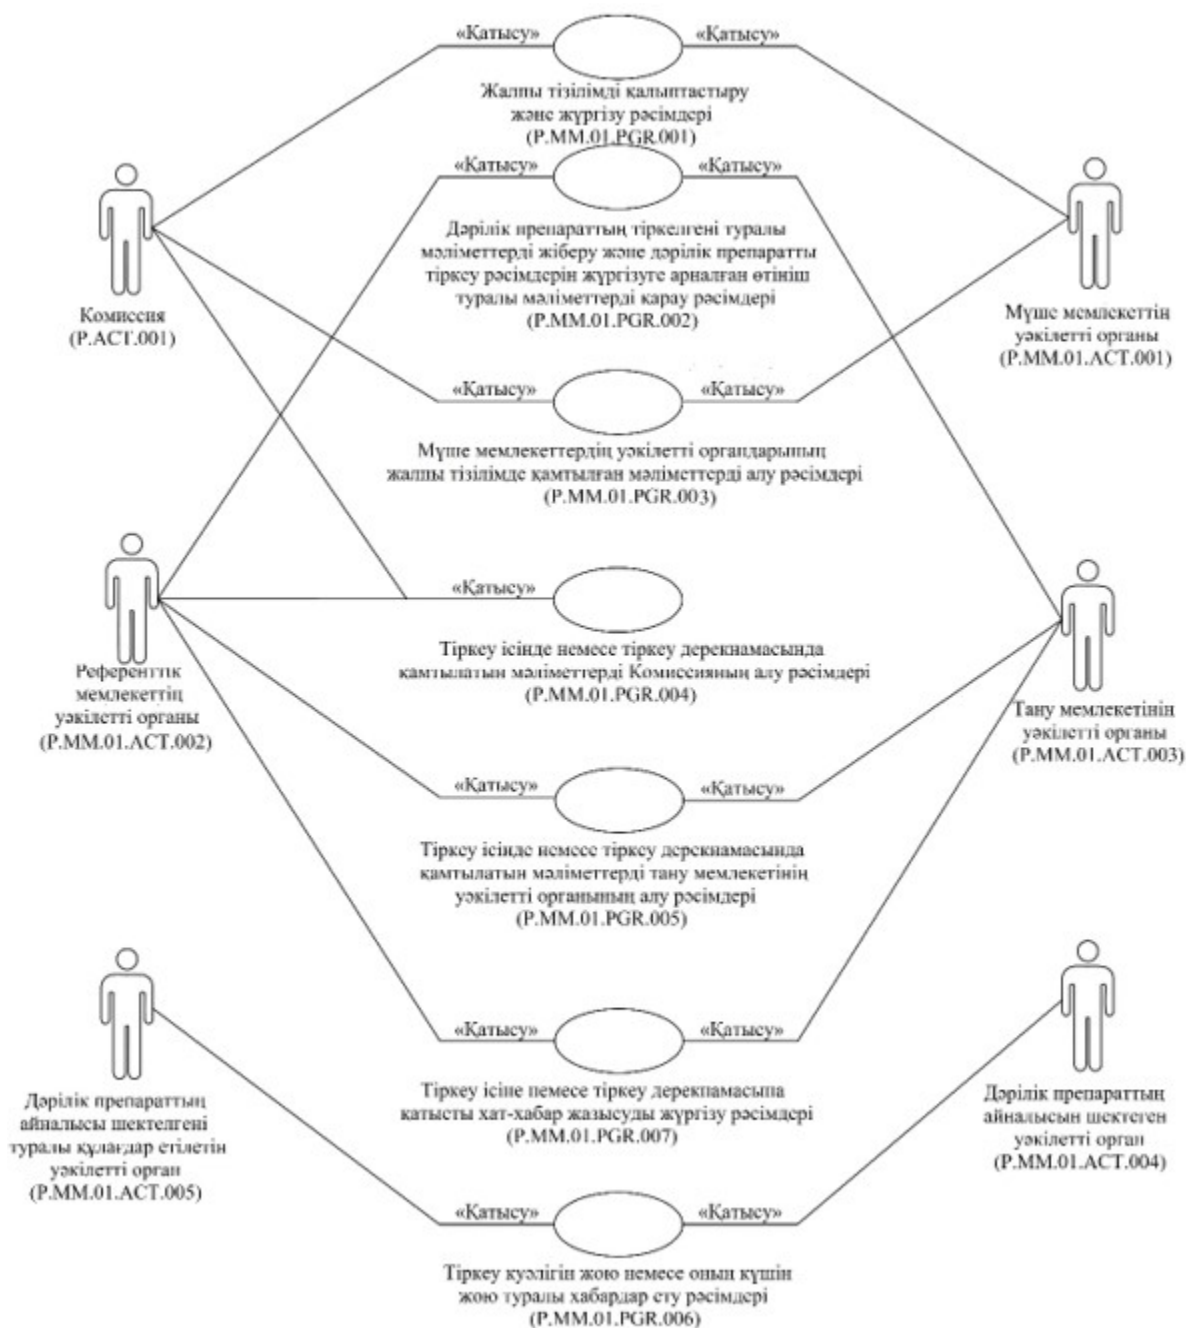 «Қатысу» «Қатысу»
Жалпы тізілімді қалыптастыру
және жүргізу рәсімдері
(P.MM.01.PGR.001)
«Қатысу» «Қатысу»
Дәрілік препараттың тіркелгені туралы
мәліметтерді жіберу және дәрілік препаратты
тіркеу рәсімдерін жүргізуге арналған өтініш
туралы мәліметтерді қарау рәсімдері
(P.MM.01.PGR.002)
Комиссия
(P.ACT.001)
Мүше мемлекеттің
уәкілетті органы
(P.MM.01.ACT.001)
«Қатысу» «Қатысу»
Мүше мемлекеттердің уәкілетті органдарының
жалпы тізілімде қамтылған мәліметтерді алу рәсімдері
(P.MM.01.PGR.003)
«Қатысу»
Тіркеу ісінде немесе тіркеу дерекнамасында
қамтылатын мәліметтерді Комиссияның алу рәсімдері
(P.MM.01.PGR.004)
Референттік
мемлекеттің
уәкілетті органы
(P.MM.01.ACT.002)
Тану мемлекетінің
уәкілетті органы
(P.MM.01.ACT.003)
«Қатысу» «Қатысу»
Тіркеу ісінде немесе тіркеу дерекнамасында
қамтылатын мәліметтерді тану мемлекетінің
уәкілетті органының алу рәсімдері
(P.MM.01.PGR.005)
«Қатысу» «Қатысу»
Тіркеу ісіне немесе тіркеу дерекнамасына
қатысты хат-хабар жазысуды жүргізу рәсімдері
(P.MM.01.PGR.007)
Дәрілік препараттың
айналысы шектелгені
туралы құлағдар етілетін
уәкілетті орган
(P.MM.01.ACT.005)
Дәрілік препараттың
айналысын шектеген
уәкілетті орган
(P.MM.01.ACT.004)
«Қатысу» «Қатысу»
Тіркеу куәлігін жою немесе оның күшін
жою туралы хабардар ету рәсімдері
(P.MM.01.PGR.006)